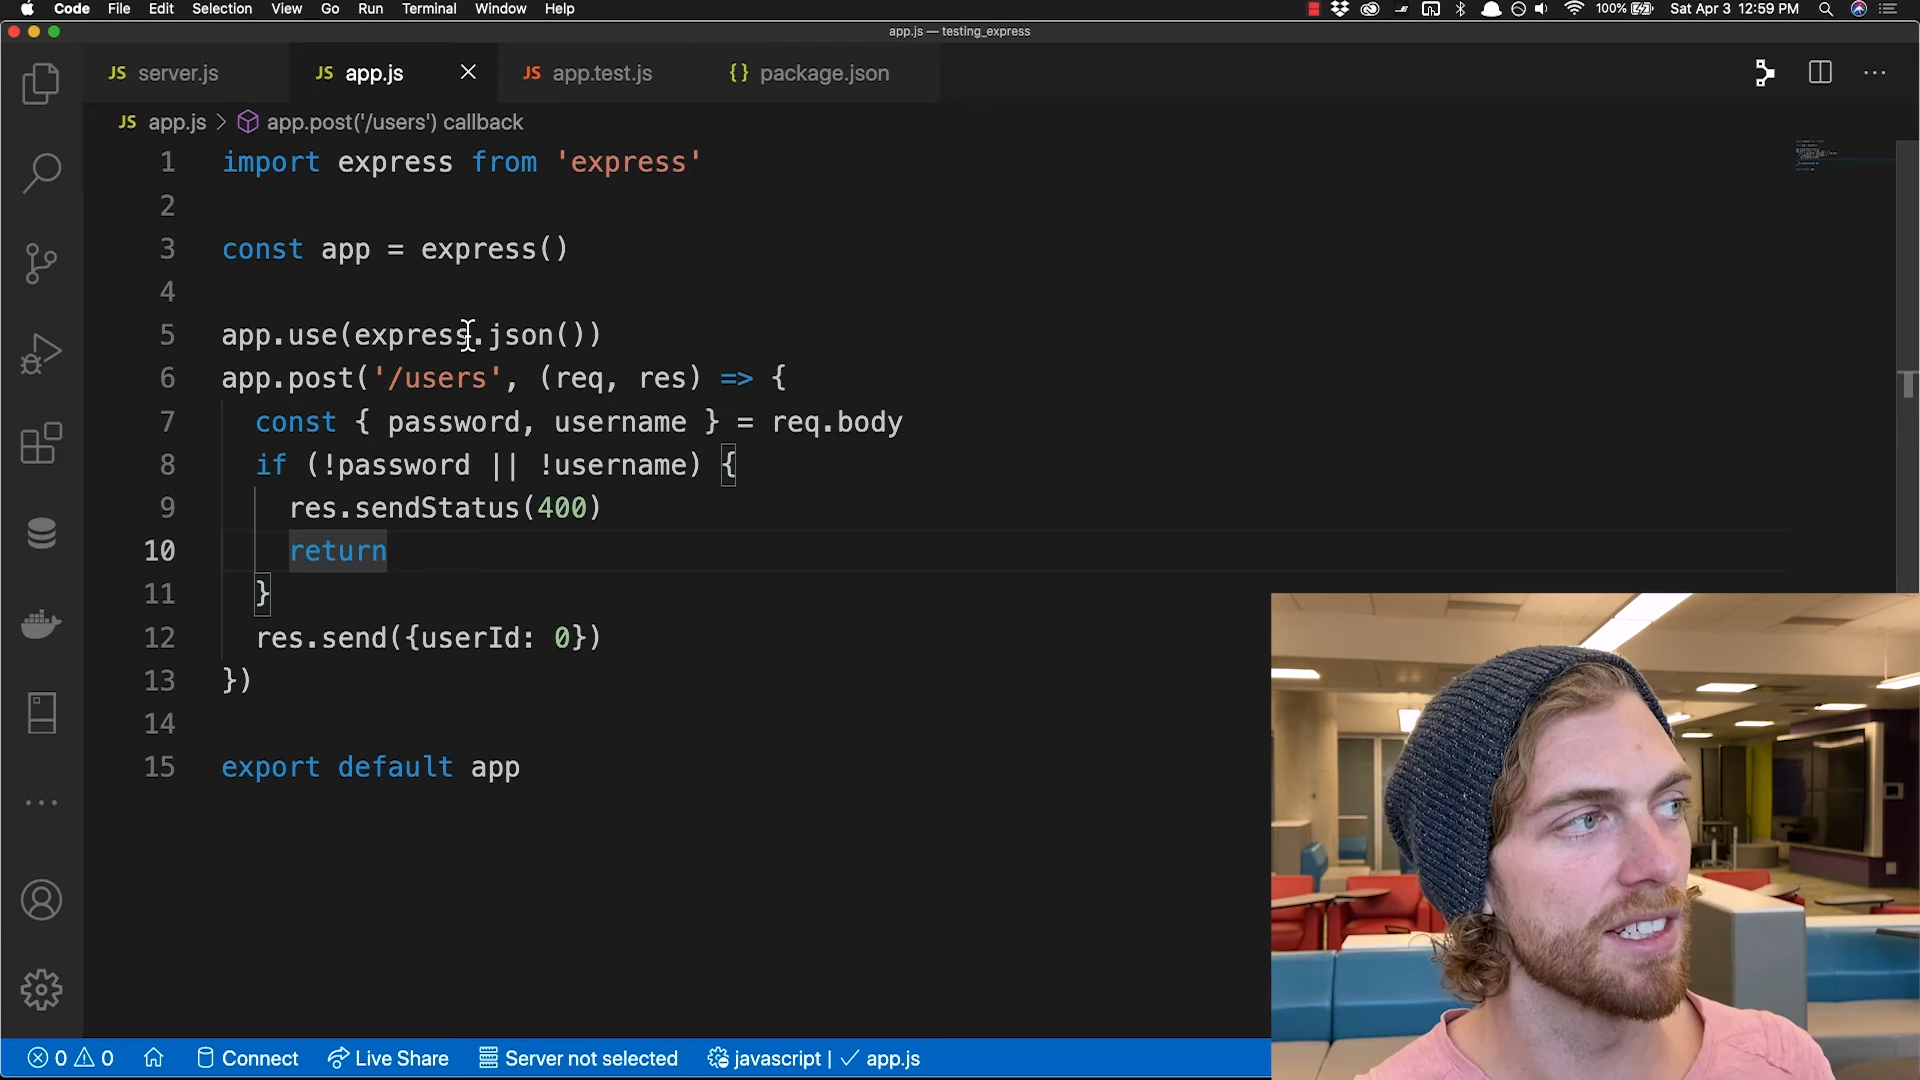 Code File Edit Selection View Go Run Terminal Window Help 100% Sat Apr 3 12:59 PM
app.js — testing_express
JS server.js JS app.js JS app.test.js {} package.json
JS app.js > app.post('/users') callback
1 import express from 'express'
2
3 const app = express()
4
5 app.use(express.json())
6 app.post('/users', (req, res) => {
7 const { password, username } = req.body
8 if (!password || !username) {
9 res.sendStatus(400)
10 return
11 }
12 res.send({userId: 0})
13 })
14
15 export default app
0 0 Connect Live Share Server not selected javascript | ✓ app.js